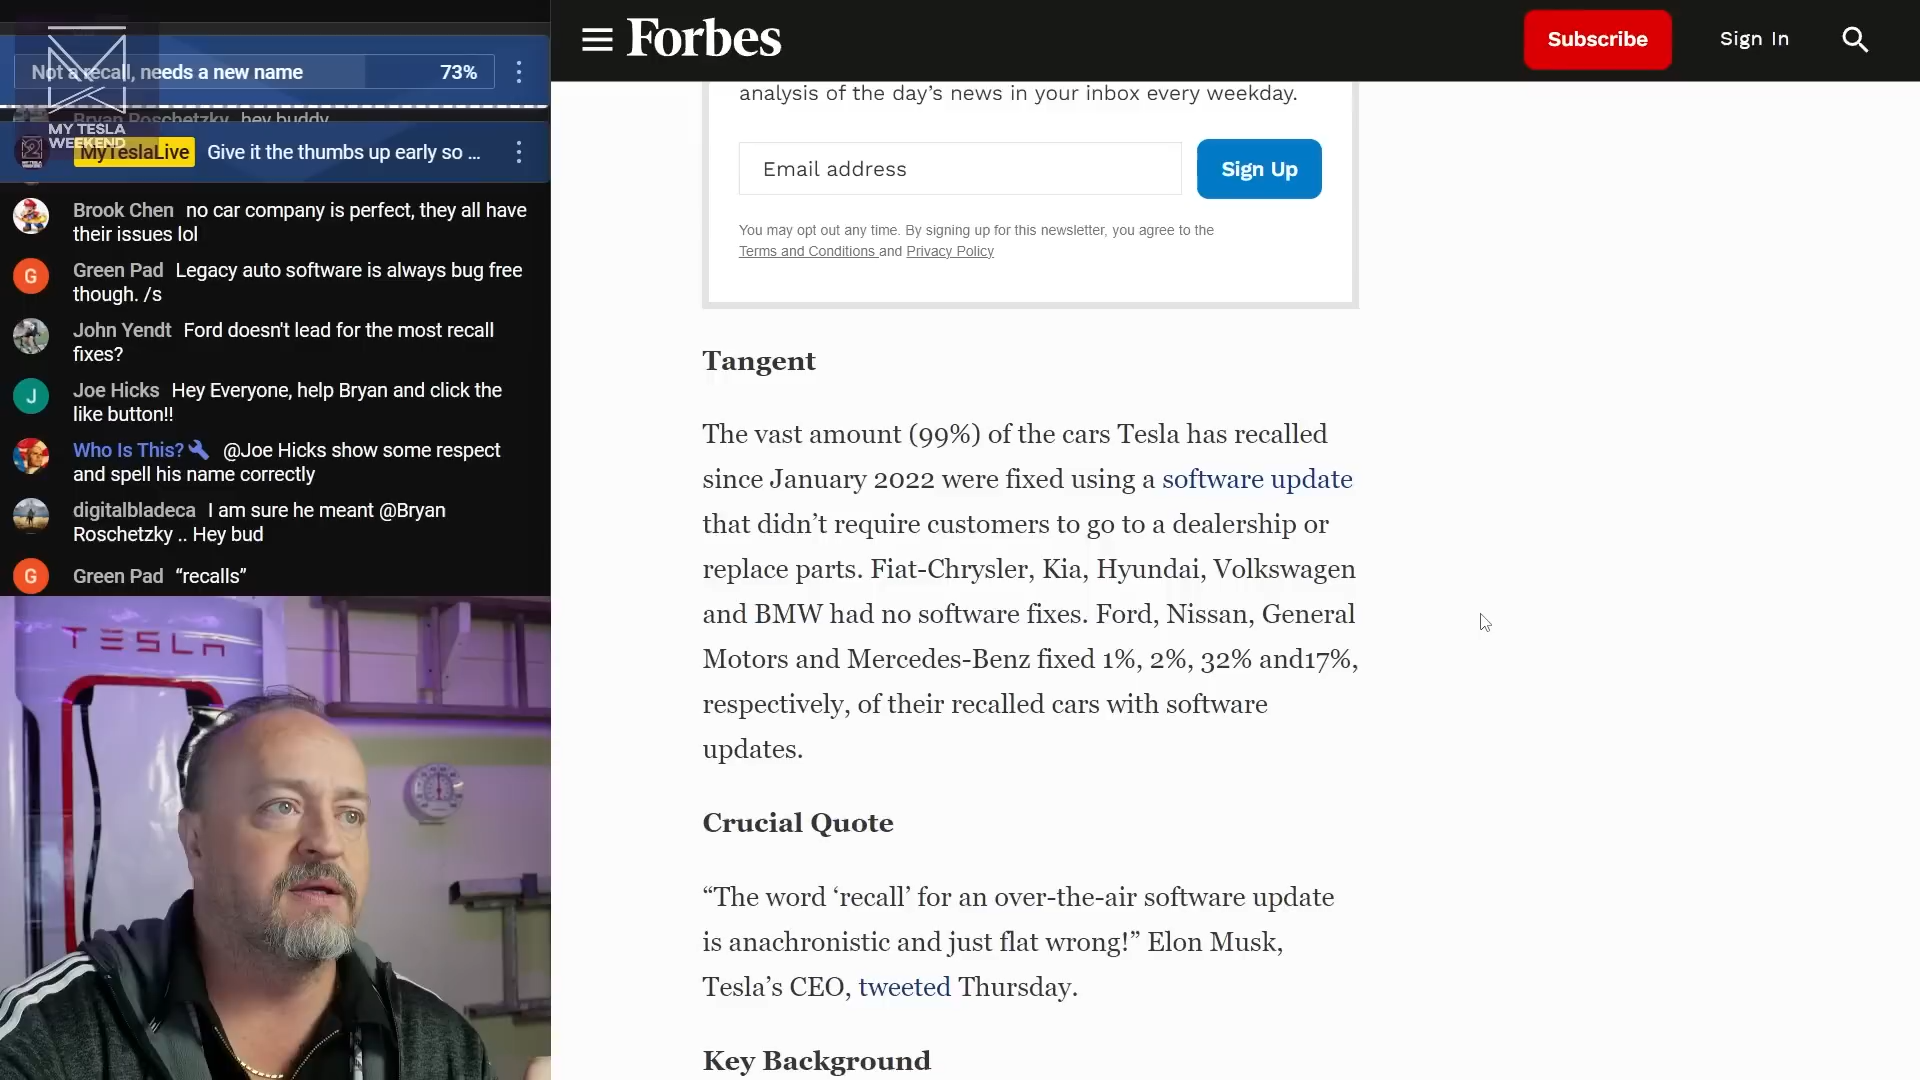 Not a recall, needs a new name 73%
Bryan Roschetzky hey buddy
MY TESLA
WEEKEND
MyTeslaLive Give it the thumbs up early so ...
Brook Chen no car company is perfect, they all have
their issues lol
G Green Pad Legacy auto software is always bug free
though. /s
John Yendt Ford doesn't lead for the most recall
fixes?
J Joe Hicks Hey Everyone, help Bryan and click the
like button!!
Who Is This? @Joe Hicks show some respect
and spell his name correctly
digitalbladeca I am sure he meant @Bryan
Roschetzky .. Hey bud
G Green Pad “recalls”
TESLA
Forbes
Subscribe
Sign In
analysis of the day’s news in your inbox every weekday.
Email address
Sign Up
You may opt out any time. By signing up for this newsletter, you agree to the
Terms and Conditions and Privacy Policy
Tangent
The vast amount (99%) of the cars Tesla has recalled
since January 2022 were fixed using a software update
that didn’t require customers to go to a dealership or
replace parts. Fiat-Chrysler, Kia, Hyundai, Volkswagen
and BMW had no software fixes. Ford, Nissan, General
Motors and Mercedes-Benz fixed 1%, 2%, 32% and17%,
respectively, of their recalled cars with software
updates.
Crucial Quote
“The word ‘recall’ for an over-the-air software update
is anachronistic and just flat wrong!” Elon Musk,
Tesla’s CEO, tweeted Thursday.
Key Background